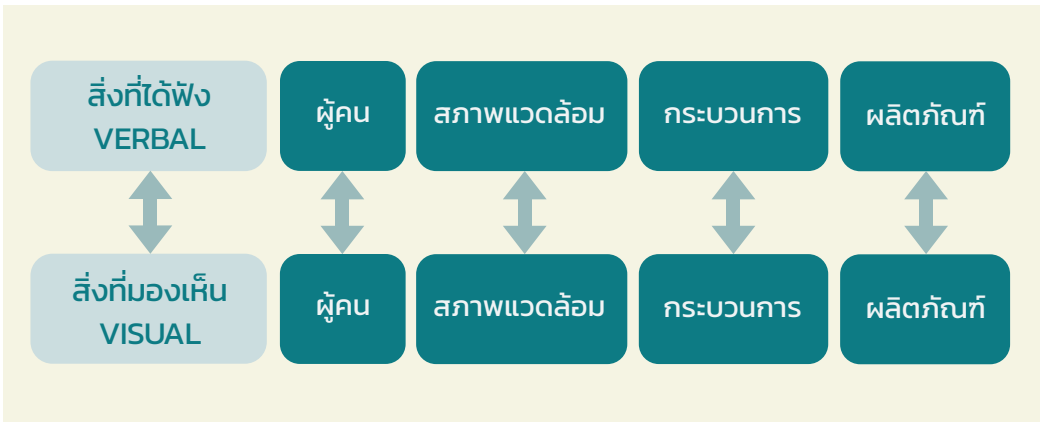 สิ่งที่ได้ฟัง
VERBAL
ผู้คน
สภาพแวดล้อม
กระบวนการ
ผลิตภัณฑ์
สิ่งที่มองเห็น
VISUAL
ผู้คน
สภาพแวดล้อม
กระบวนการ
ผลิตภัณฑ์